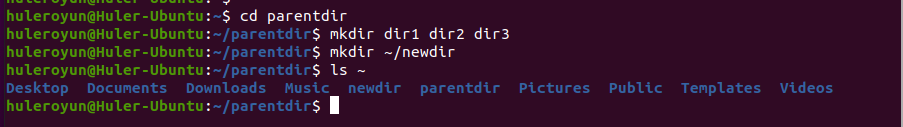 huleroyun@Huler-Ubuntu:~$ cd parentdir
huleroyun@Huler-Ubuntu:~/parentdir$ mkdir dir1 dir2 dir3
huleroyun@Huler-Ubuntu:~/parentdir$ mkdir ~/newdir
huleroyun@Huler-Ubuntu:~/parentdir$ ls ~
Desktop Documents Downloads Music newdir parentdir Pictures Public Templates Videos
huleroyun@Huler-Ubuntu:~/parentdir$